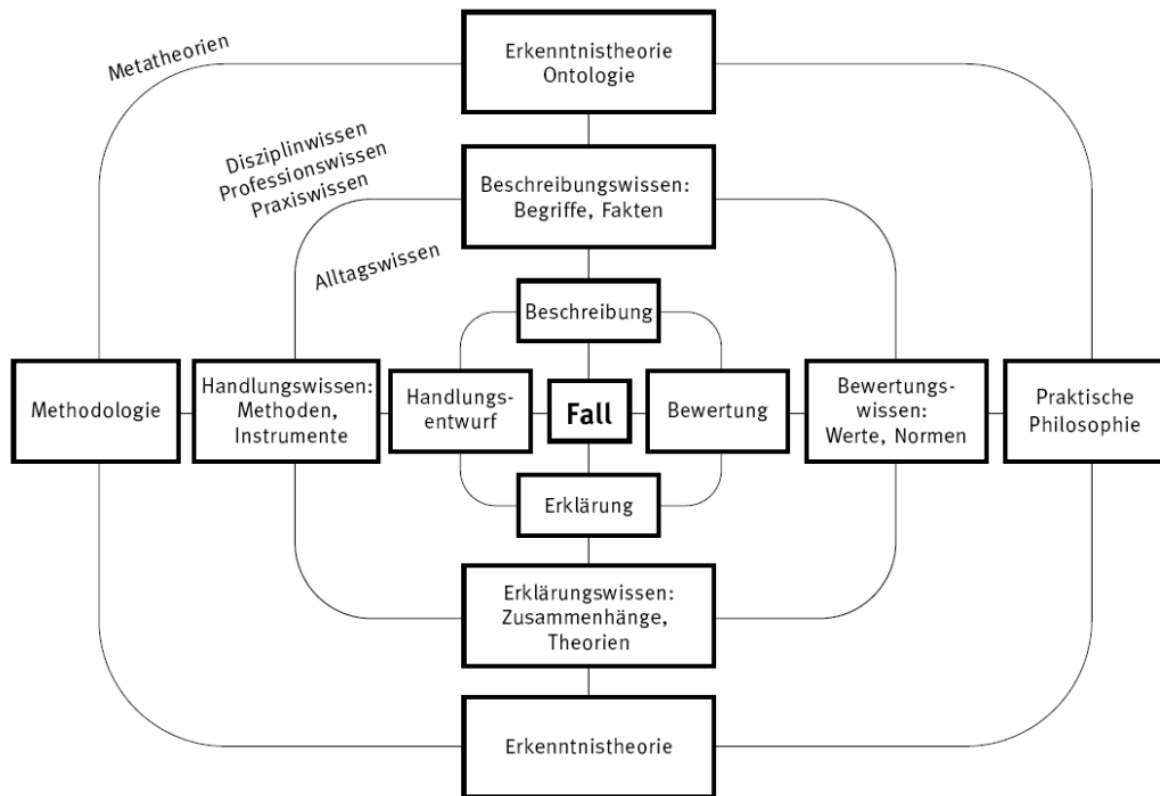 Metatheorien
Erkenntnistheorie
Ontologie
Disziplinwissen
Professionswissen
Praxiswissen
Beschreibungswissen:
Begriffe, Fakten
Alltagswissen
Beschreibung
Methodologie
Handlungswissen:
Methoden,
Instrumente
Handlungs-
entwurf
Fall
Bewertung
Bewertungs-
wissen:
Werte, Normen
Praktische
Philosophie
Erklärung
Erklärungswissen:
Zusammenhänge,
Theorien
Erkenntnistheorie